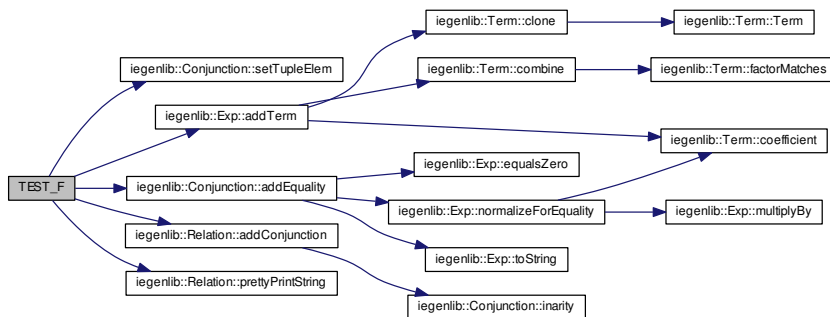 TEST_F
iegenlib::Conjunction::setTupleElem
iegenlib::Exp::addTerm
iegenlib::Conjunction::addEquality
iegenlib::Relation::addConjunction
iegenlib::Relation::prettyPrintString
iegenlib::Term::clone
iegenlib::Term::combine
iegenlib::Exp::equalsZero
iegenlib::Exp::normalizeForEquality
iegenlib::Exp::toString
iegenlib::Conjunction::inarity
iegenlib::Term::Term
iegenlib::Term::factorMatches
iegenlib::Term::coefficient
iegenlib::Exp::multiplyBy